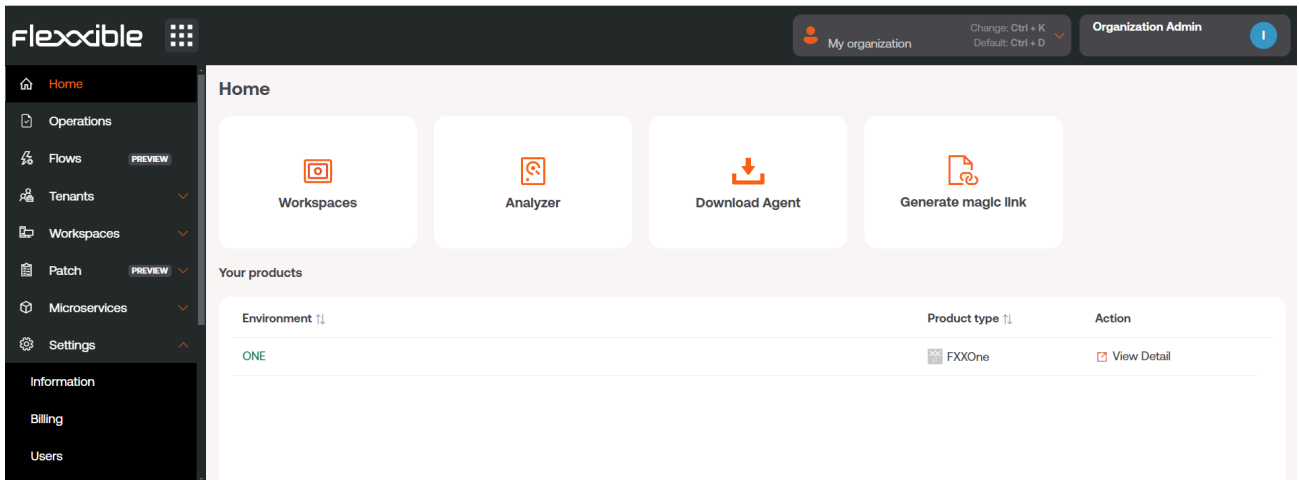 Flexxible
My organization
Change: Ctrl + K
Default: Ctrl + D
Organization Admin
I
Home
Operations
Flows PREVIEW
Tenants
Workspaces
Patch PREVIEW
Microservices
Settings
Information
Billing
Users
Home
Workspaces
Analyzer
Download Agent
Generate magic link
Your products
Environment Product type Action
ONE FXXOne View Detail